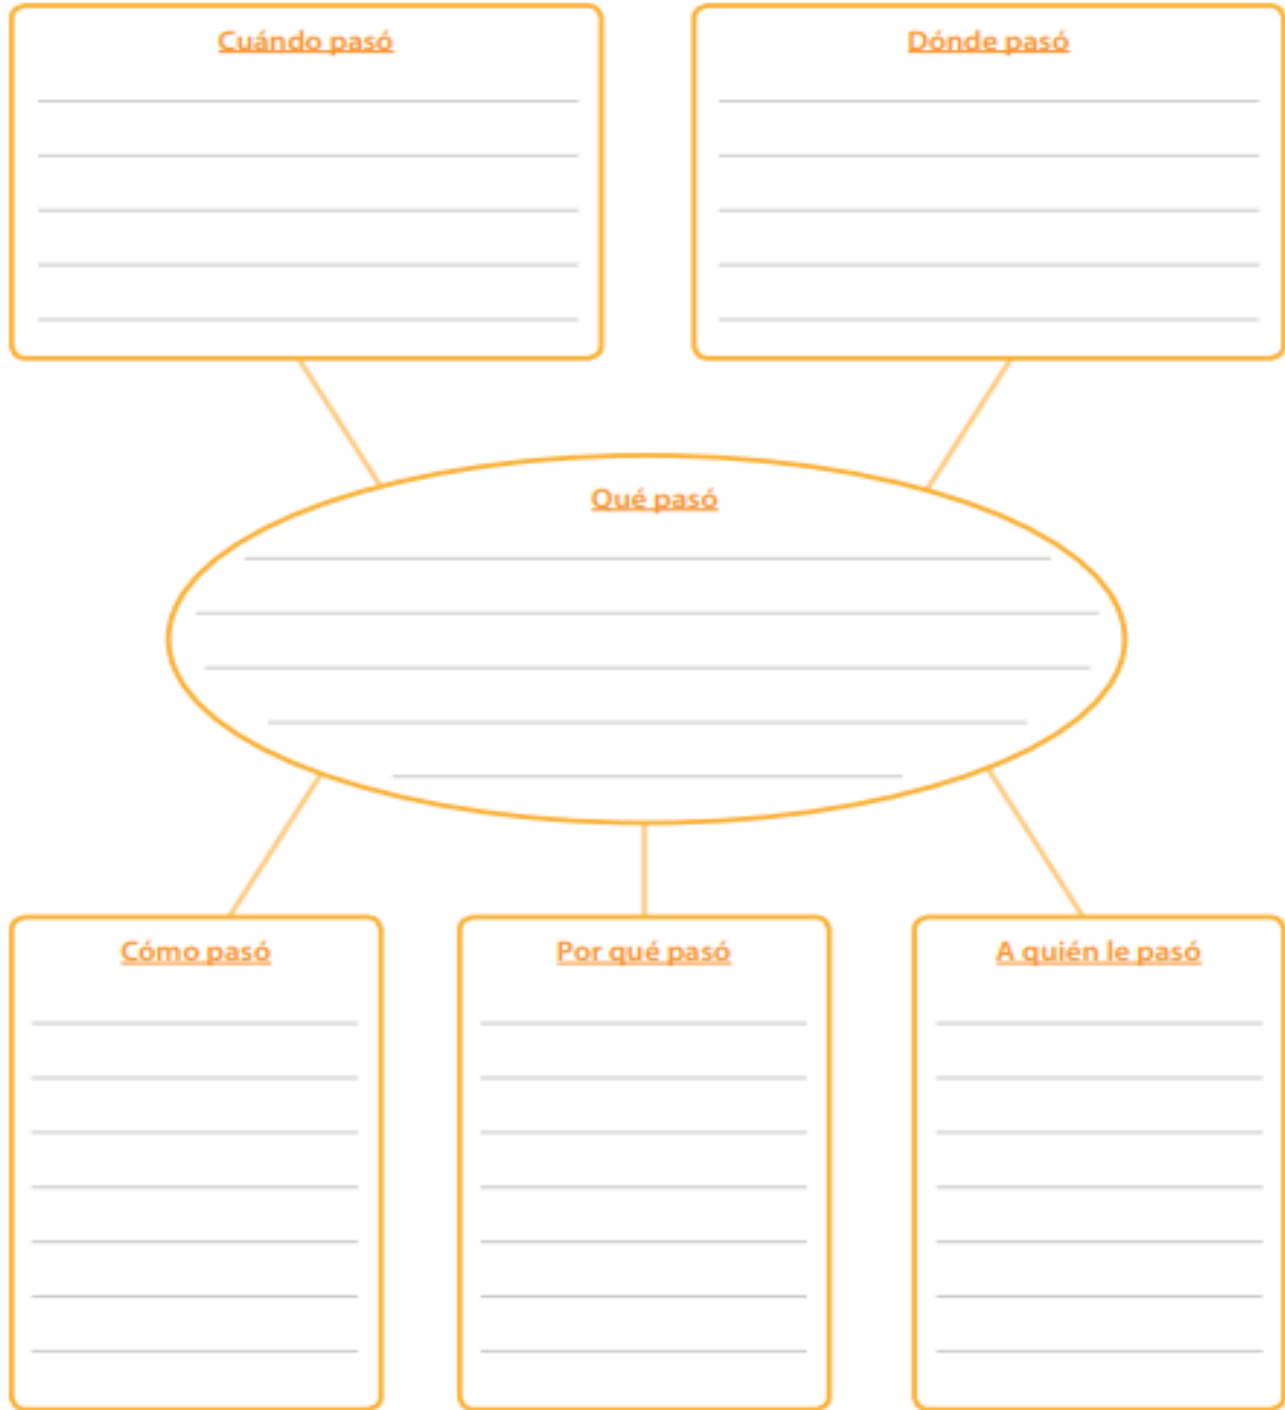 Cuándo pasó
Dónde pasó
Qué pasó
Cómo pasó
Por qué pasó
A quién le pasó